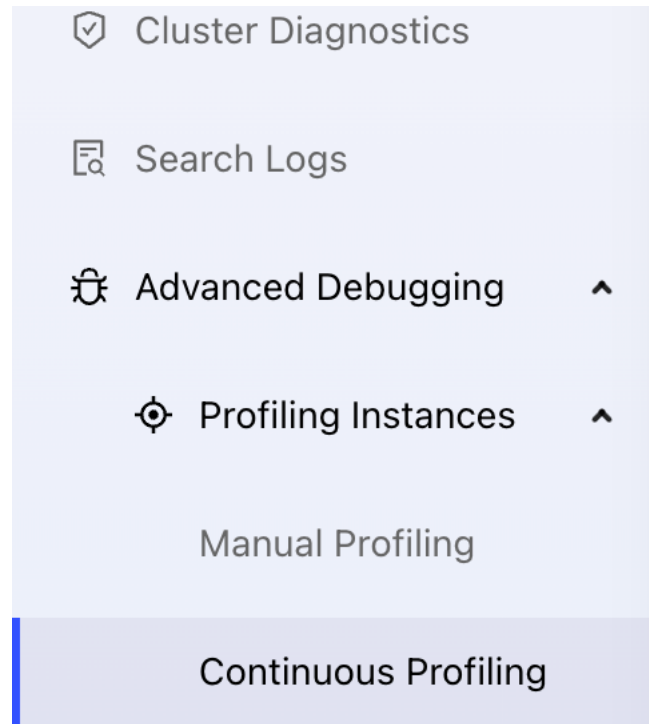 Cluster Diagnostics
Search Logs
Advanced Debugging
Profiling Instances
Manual Profiling
Continuous Profiling